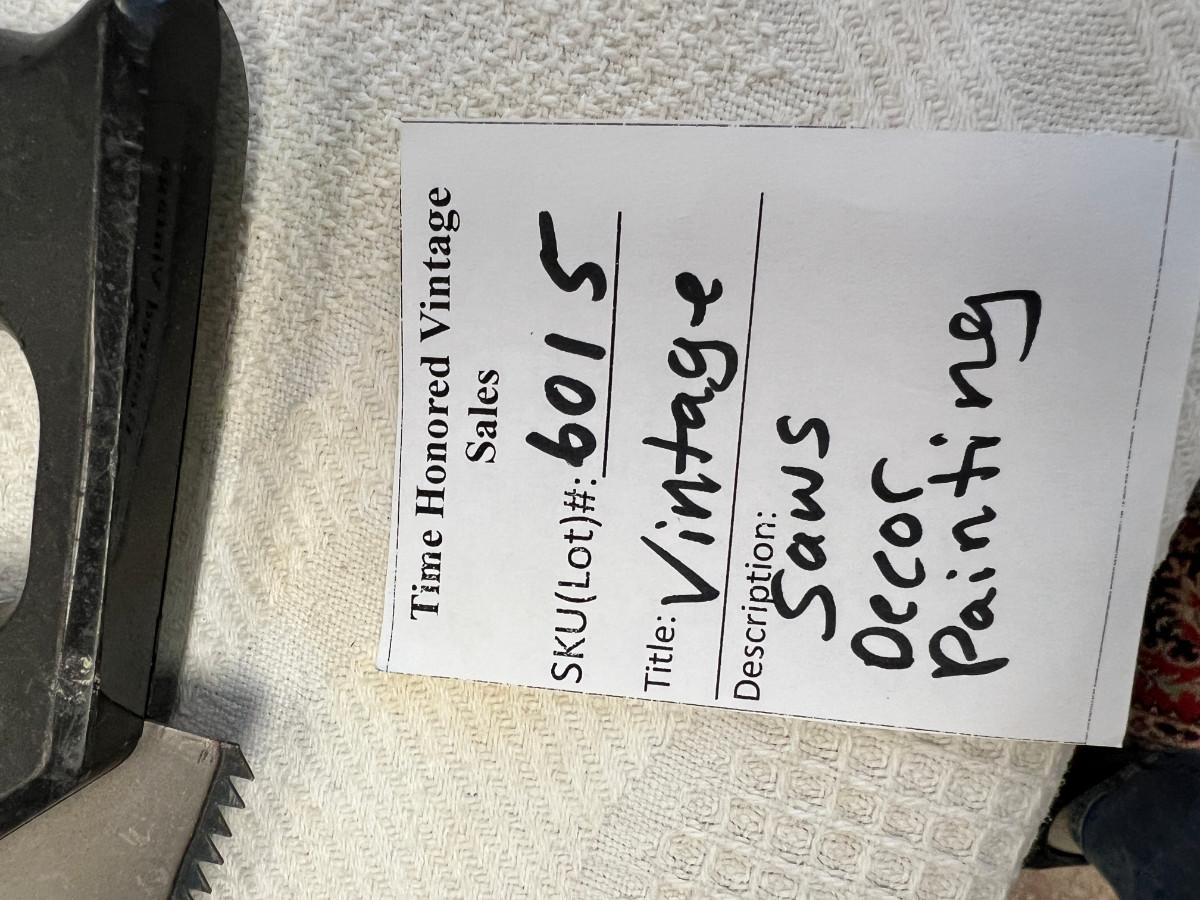 Time Honored Vintage
Sales
SKU(Lot)#: 6015
Title: Vintage
Description:
Saws
Decor
Painting